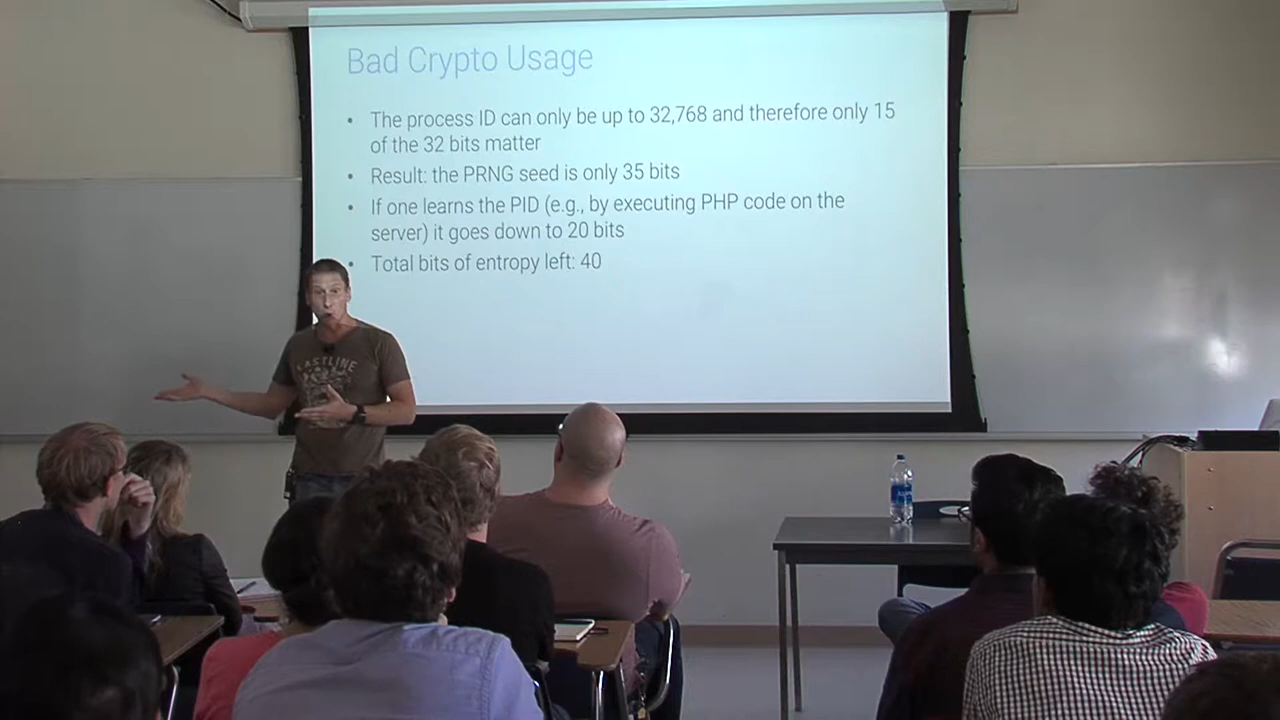 Bad Crypto Usage
• The process ID can only be up to 32,768 and therefore only 15
of the 32 bits matter
• Result: the PRNG seed is only 35 bits
• If one learns the PID (e.g., by executing PHP code on the
server) it goes down to 20 bits
• Total bits of entropy left: 40
LASTLINE